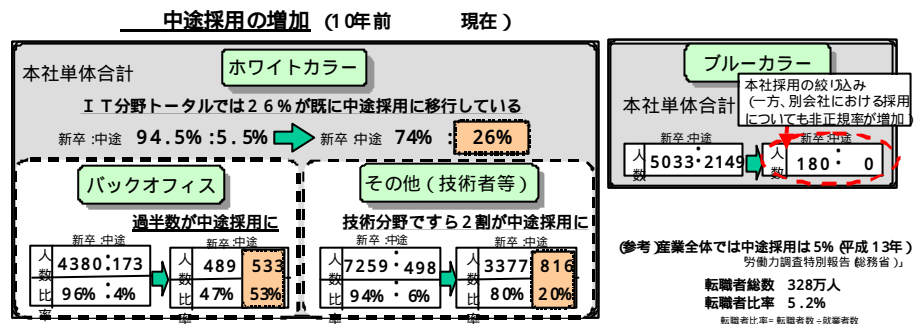 中途採用の増加 (10年前 現在)
ホワイトカラー
本社単体合計
IT分野トータルでは26%が既に中途採用に移行している
新卒:中途 94.5%:5.5% 新卒:中途 74% : 26%
バックオフィス
過半数が中途採用に
新卒:中途 新卒:中途
人数 4380:173 人数 489 533
比率 96%:4% 比率 47% 53%
その他(技術者等)
技術分野ですら2割が中途採用に
新卒:中途 新卒:中途
人数 7259:498 人数 3377 816
比率 94%:6% 比率 80% 20%
ブルーカラー
本社単体合計
本社採用の絞り込み
(一方、別会社における採用
についても非正規率が増加)
新卒:中途 新卒:中途
人数 5033:2149 人数 180: 0
(参考)産業全体では中途採用は5%(平成13年)
労働力調査特別報告(総務省)」
転職者総数 328万人
転職者比率 5.2%
転職者比率=転職者数÷就業者数